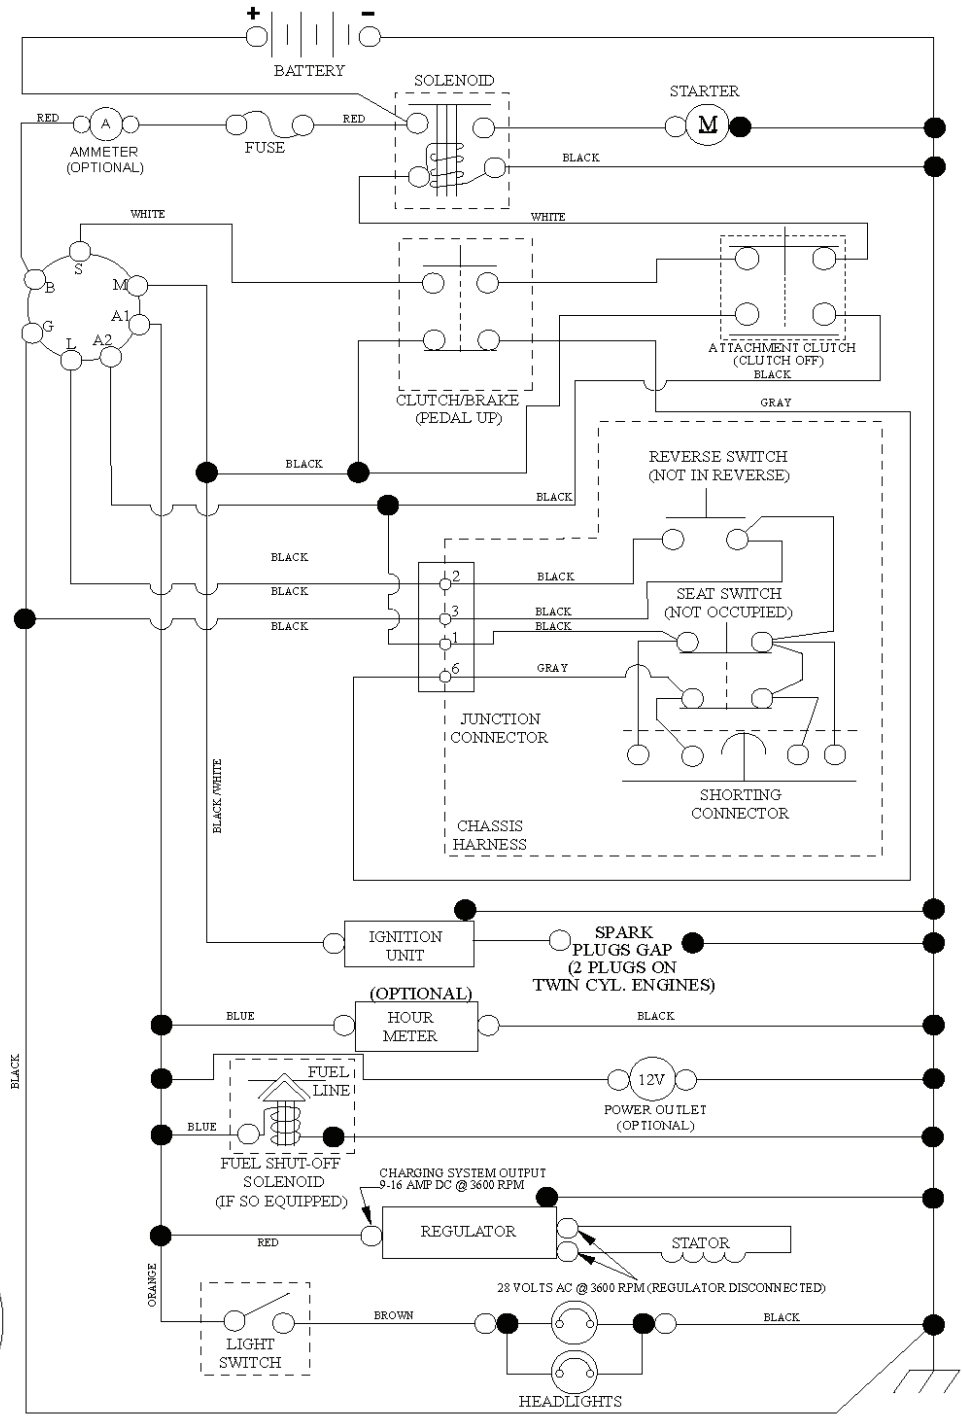 + -
BATTERY
SOLENOID
STARTER
RED
A
RED
M
AMMETER
(OPTIONAL)
FUSE
BLACK
WHITE
WHITE
S
B
M
A1
G
L
A2
ATTACHMENT CLUTCH
(CLUTCH OFF)
BLACK
CLUTCH/BRAKE
(PEDAL UP)
GRAY
BLACK
REVERSE SWITCH
(NOT IN REVERSE)
BLACK
BLACK
2
BLACK
BLACK
SEAT SWITCH
(NOT OCCUPIED)
3
BLACK
BLACK
BLACK
1
6
GRAY
JUNCTION
CONNECTOR
BLACK/WHITE
SHORTING
CONNECTOR
CHASSIS
HARNESS
IGNITION
UNIT
SPARK
PLUGS GAP
(2 PLUGS ON
TWIN CYL. ENGINES)
(OPTIONAL)
BLUE
HOUR
METER
BLACK
BLACK
FUEL
LINE
12V
POWER OUTLET
(OPTIONAL)
BLUE
FUEL SHUT-OFF
SOLENOID
(IF SO EQUIPPED)
CHARGING SYSTEM OUTPUT
9-16 AMP DC @ 3600 RPM
REGULATOR
STATOR
RED
28 VOLTS AC @ 3600 RPM (REGULATOR DISCONNECTED)
ORANGE
BROWN
BLACK
LIGHT
SWITCH
HEADLIGHTS